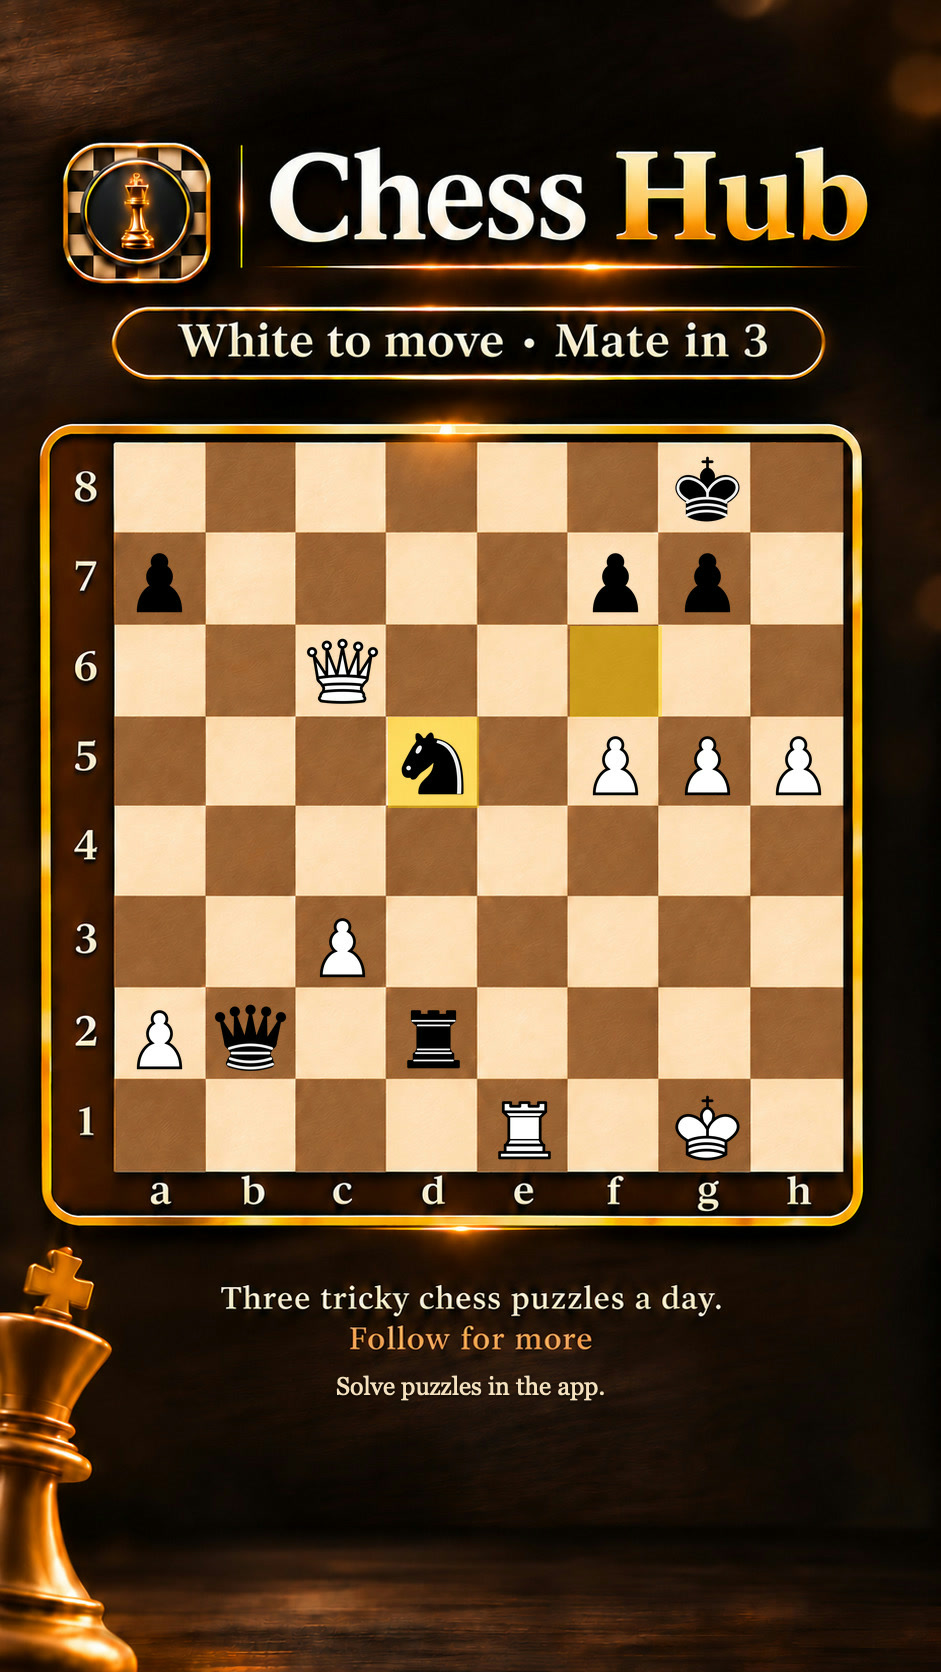 Chess Hub
White to move • Mate in 3
8
7
6
5
4
3
2
1
a b c d e f g h
Three tricky chess puzzles a day.
Follow for more
Solve puzzles in the app.